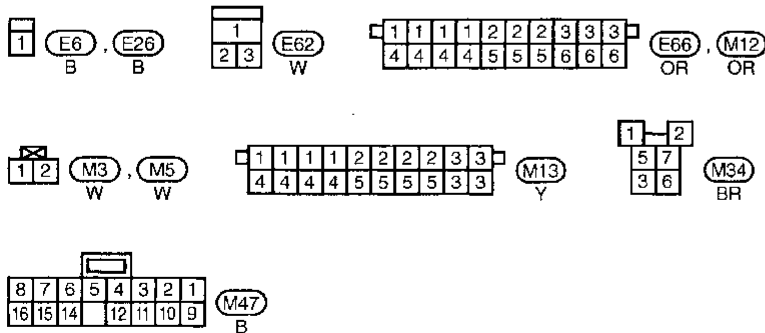 1 E6 , E26
B B
1
2 3 E62
W
1 1 1 1 2 2 2 3 3 3
4 4 4 4 5 5 5 6 6 6 E66 , M12
OR OR
1 2 M3 , M5
W W
1 1 1 1 2 2 2 2 3 3
4 4 4 4 5 5 5 5 3 3 M13
Y
1 2
5 7
3 6 M34
BR
8 7 6 5 4 3 2 1
16 15 14 12 11 10 9 M47
B